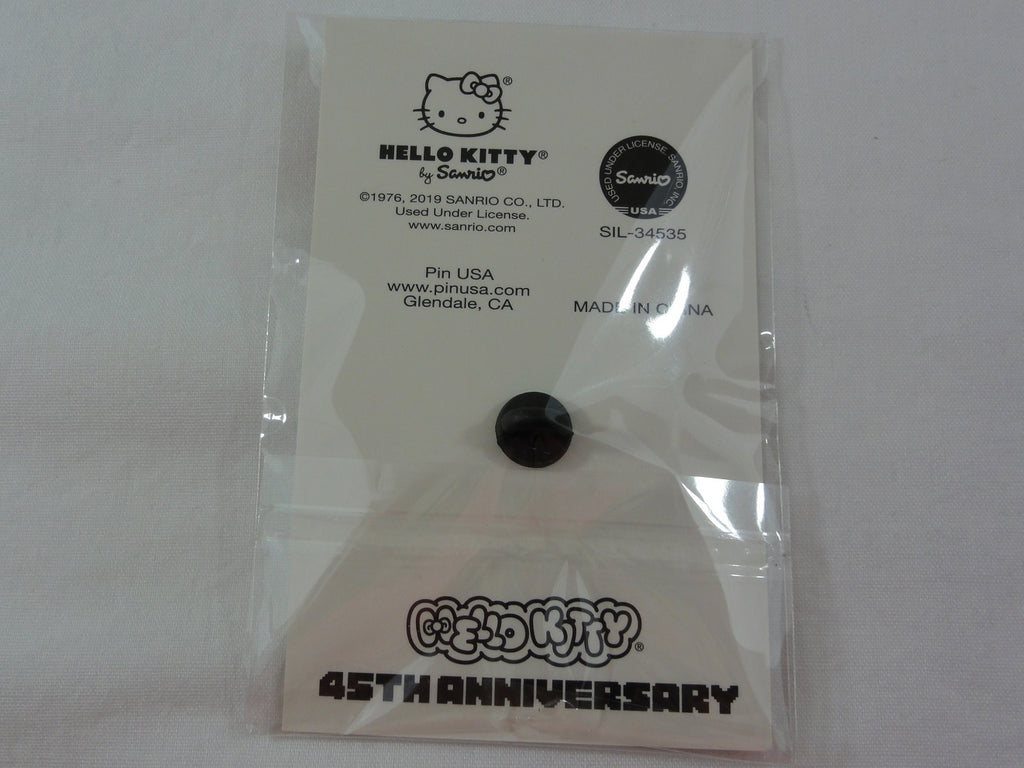 HELLO KITTY®
by Sanrio®
©1976, 2019 SANRIO CO., LTD.
Used Under License.
www.sanrio.com
USED UNDER LICENSE SANRIO, INC.
Sanrio
USA
SIL-34535
Pin USA
www.pinusa.com
Glendale, CA
MADE IN CHINA
HELLO KITTY®
45TH ANNIVERSARY